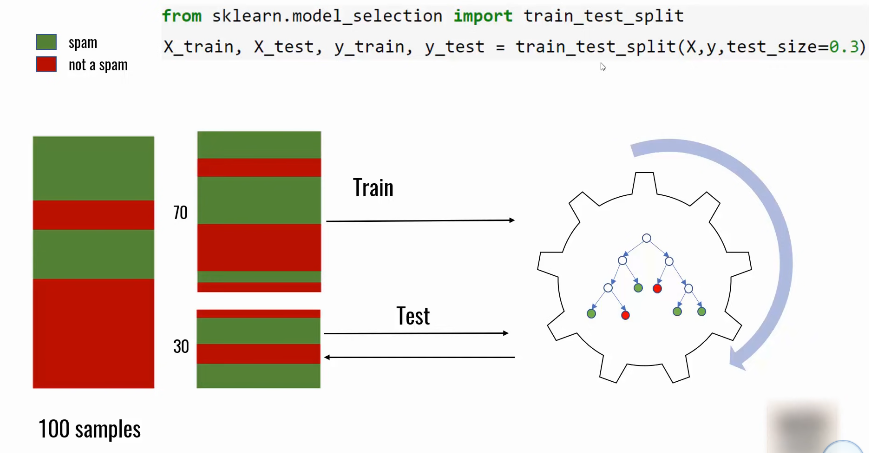 from sklearn.model_selection import train_test_split
X_train, X_test, y_train, y_test = train_test_split(X,y,test_size=0.3)
spam
not a spam
Train
70
Test
30
100 samples